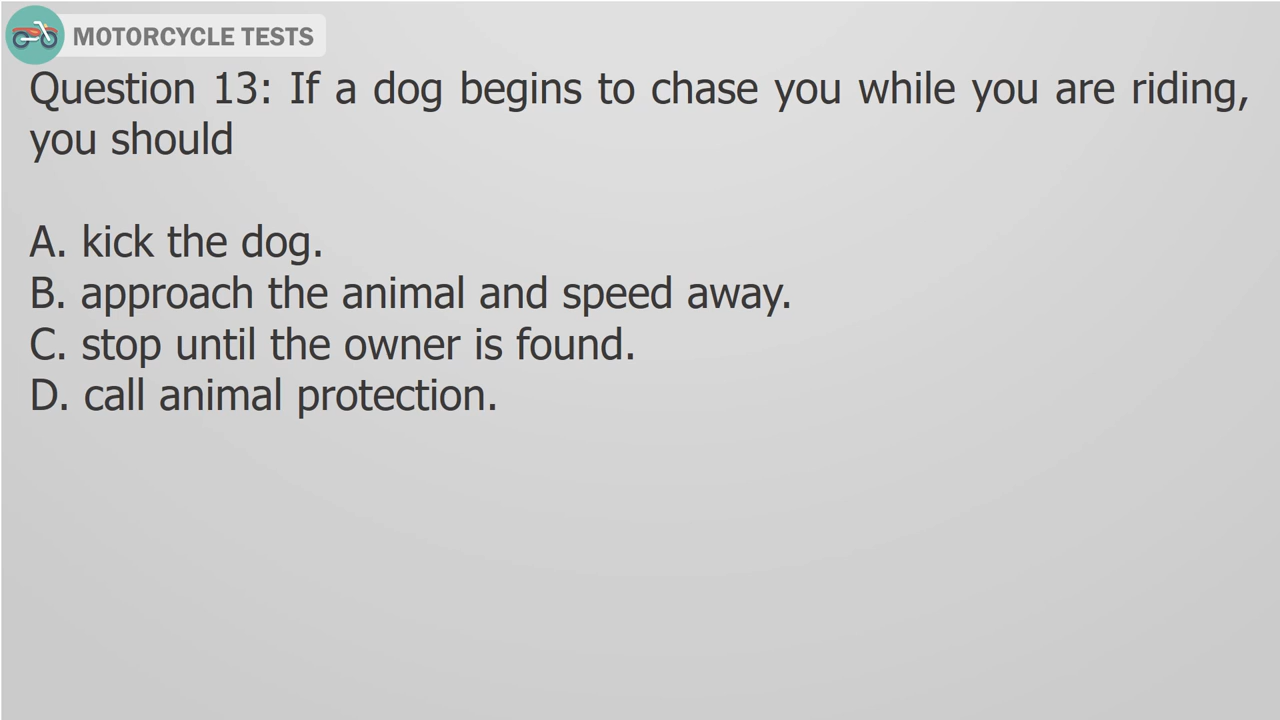 MOTORCYCLE TESTS
Question 13: If a dog begins to chase you while you are riding,
you should
A. kick the dog.
B. approach the animal and speed away.
C. stop until the owner is found.
D. call animal protection.